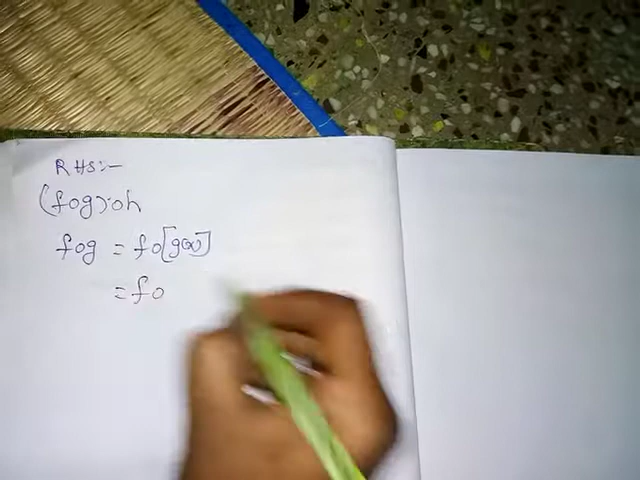 RHS:-
(fog)oh
fog = fo[g(x)]
= fo